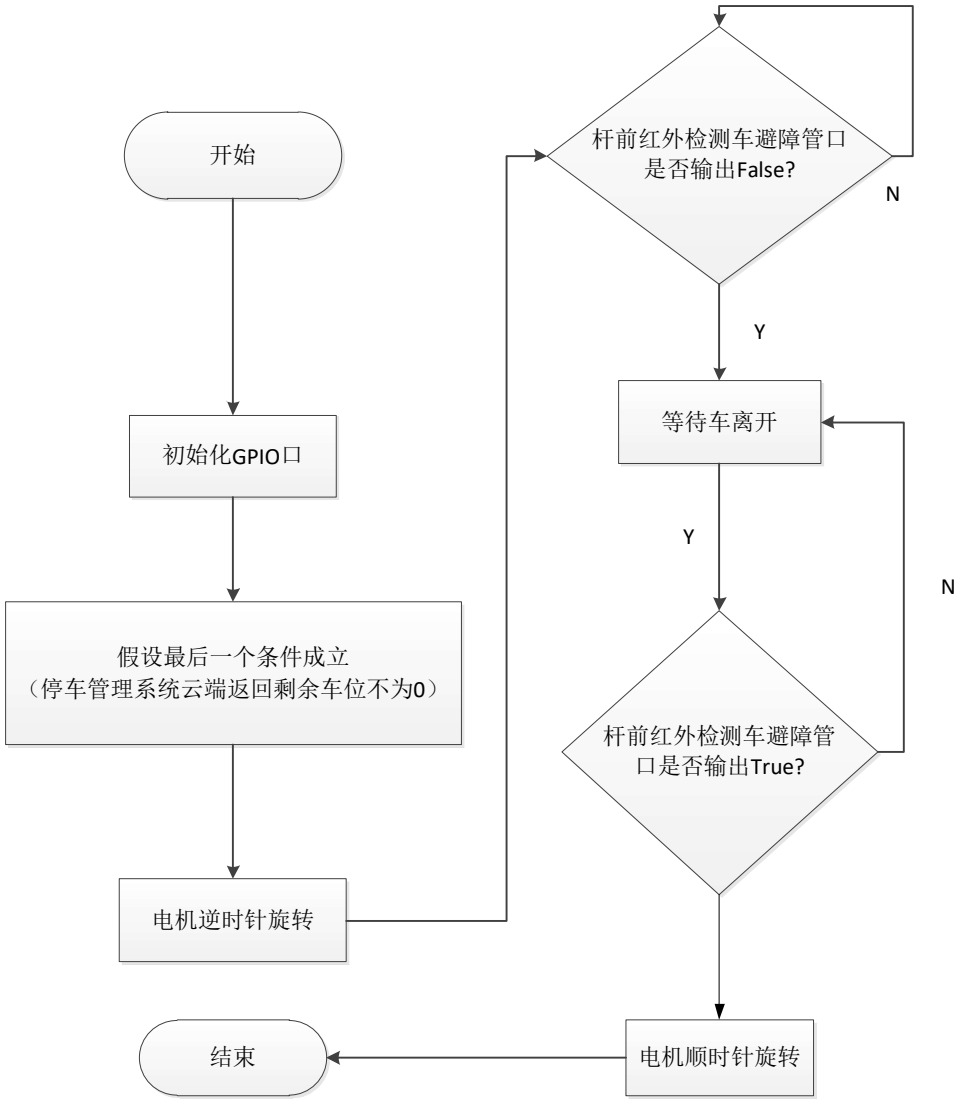 开始
初始化GPIO口
假设最后一个条件成立
（停车管理系统云端返回剩余车位不为0）
电机逆时针旋转
杆前红外检测车避障管口
是否输出False?
N
Y
等待车离开
Y
N
杆前红外检测车避障管
口是否输出True?
电机顺时针旋转
结束